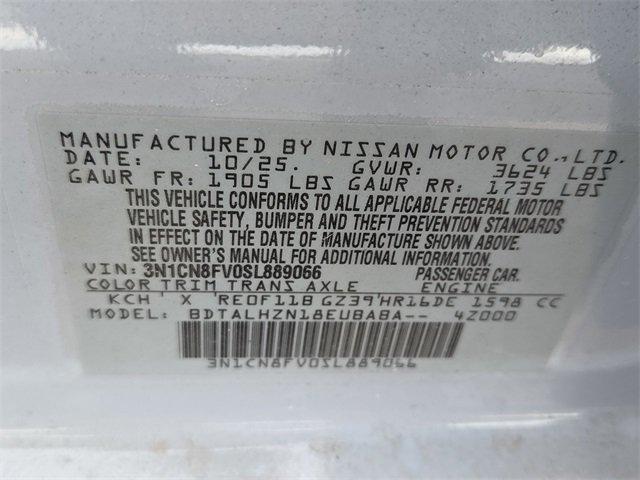 MANUFACTURED BY NISSAN MOTOR CO.,LTD.
DATE: 10/25. GVWR: 3624 LBS
GAWR FR: 1905 LBS GAWR RR: 1735 LBS
THIS VEHICLE CONFORMS TO ALL APPLICABLE FEDERAL MOTOR
VEHICLE SAFETY, BUMPER AND THEFT PREVENTION STANDARDS
IN EFFECT ON THE DATE OF MANUFACTURE SHOWN ABOVE.
SEE OWNER'S MANUAL FOR ADDITIONAL INFORMATION.
VIN: 3N1CN8FV0SL889066 PASSENGER CAR.
COLOR TRIM TRANS AXLE ENGINE
KCH X RE0F11B GZ39 HR16DE 1598 CC
MODEL: BDTALHZN18EUBABA-- 4Z000
3N1CN8FV0SL889066